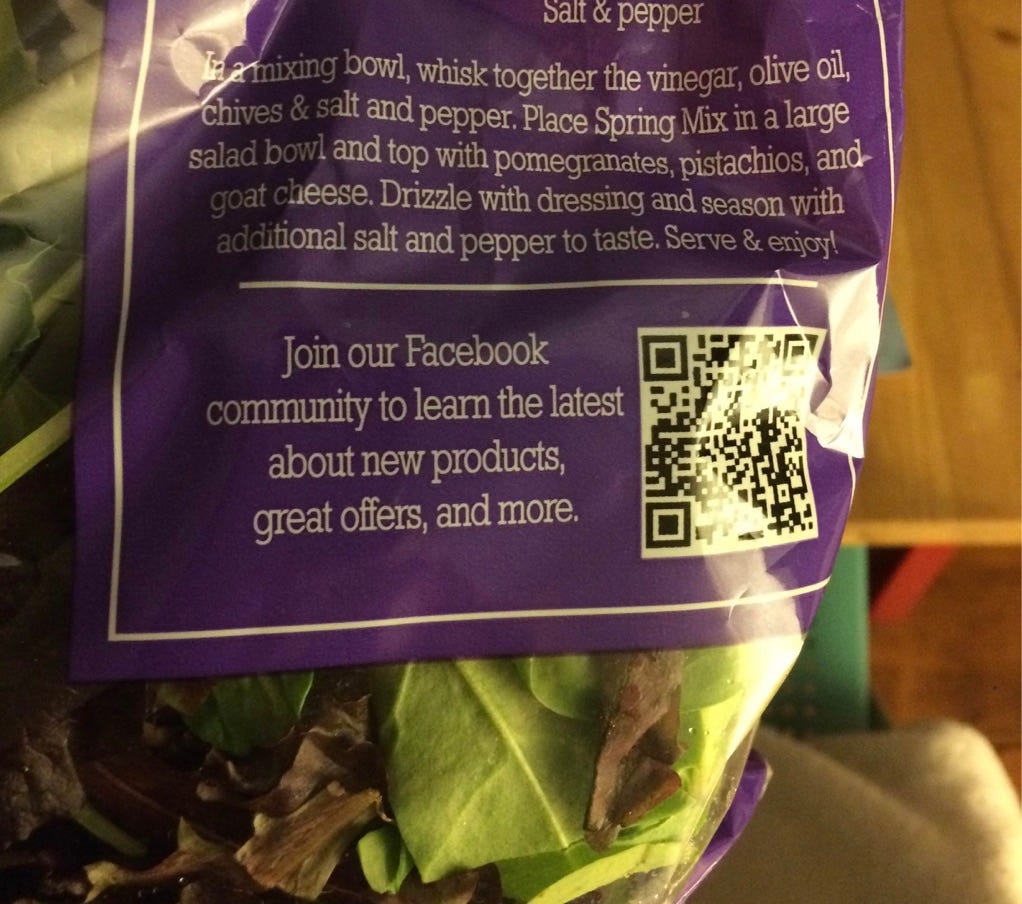 Salt & pepper
In a mixing bowl, whisk together the vinegar, olive oil,
chives & salt and pepper. Place Spring Mix in a large
salad bowl and top with pomegranates, pistachios, and
goat cheese. Drizzle with dressing and season with
additional salt and pepper to taste. Serve & enjoy!
Join our Facebook
community to learn the latest
about new products,
great offers, and more.